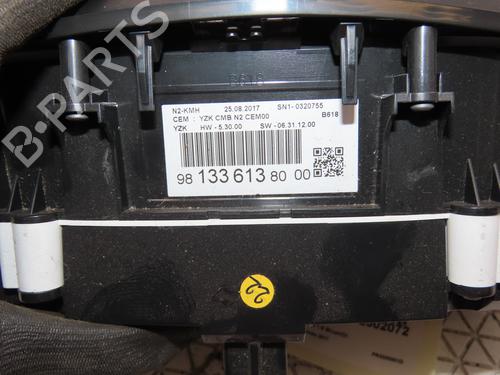 B618
N2-KMH 25.08.2017 SN1- 0320755
CEM : YZK CMB N2 CEM00 B618
YZK HW - 5.30.00 SW - 06.31.12.00
98 133 613 80 00
22
B-PARTS